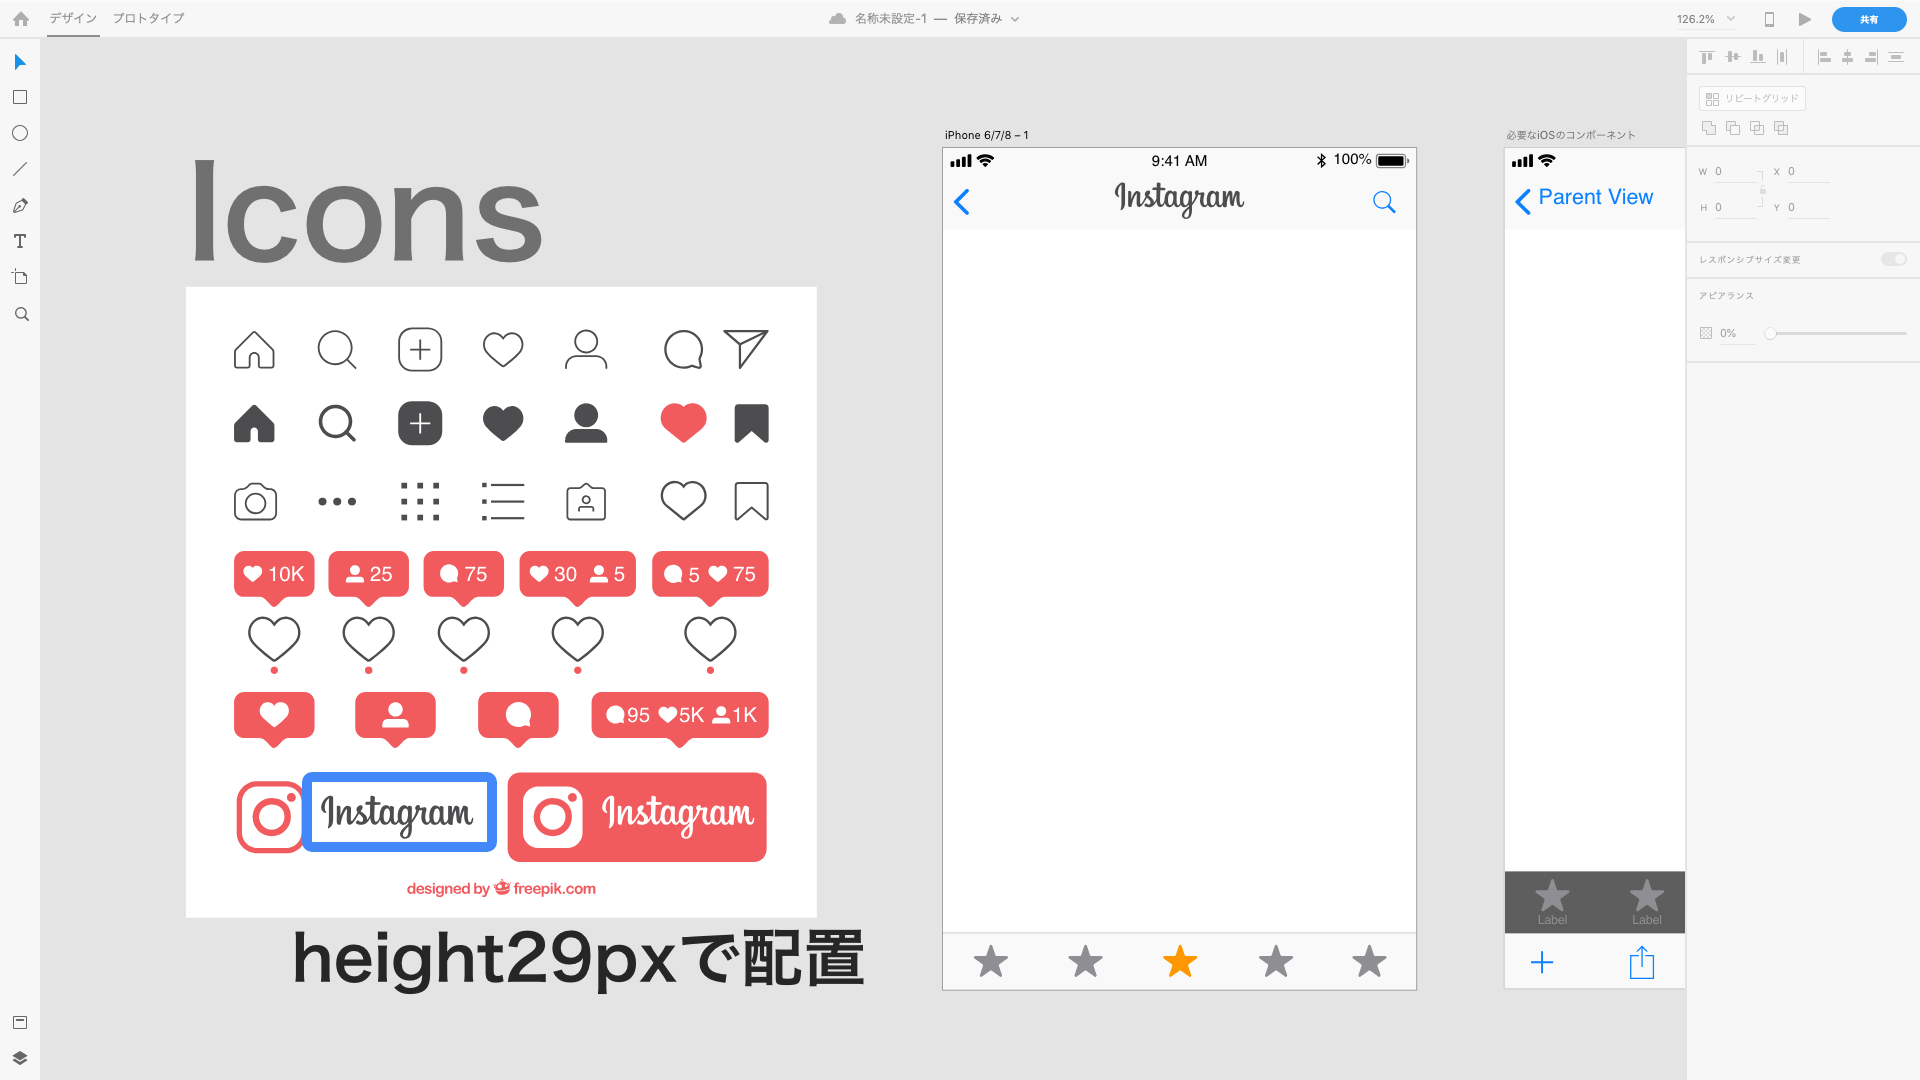 デザイン プロトタイプ
名称未設定-1 — 保存済み
126.2%
共有
リピートグリッド
W 0 X 0
H 0 Y 0
レスポンシブサイズ変更
アピアランス
0%
Icons
10K
25
75
30 5
5 75
95 5K 1K
Instagram
Instagram
designed by freepik.com
height29pxで配置
iPhone 6/7/8 – 1
9:41 AM
100%
Instagram
必要なiOSのコンポーネント
Parent View
Label
Label